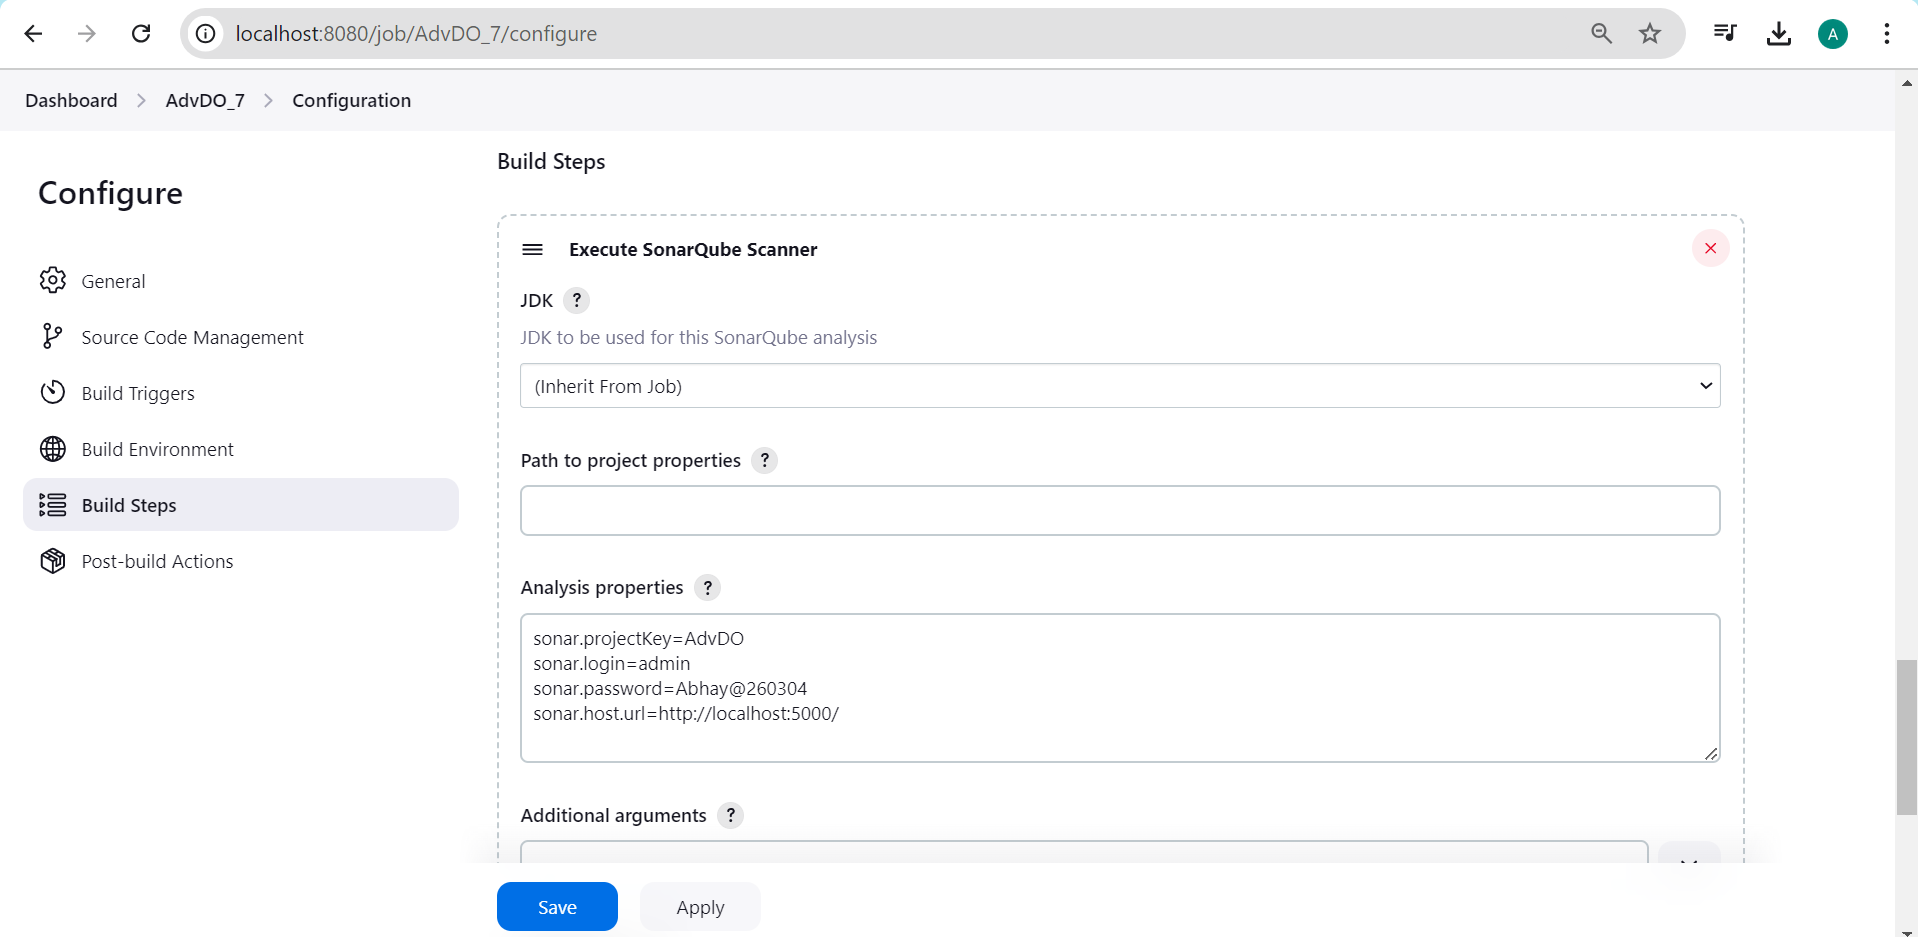 localhost:8080/job/AdvDO_7/configure
A
Dashboard > AdvDO_7 > Configuration
Configure
General
Source Code Management
Build Triggers
Build Environment
Build Steps
Post-build Actions
Build Steps
Execute SonarQube Scanner
JDK ?
JDK to be used for this SonarQube analysis
(Inherit From Job)
Path to project properties ?
Analysis properties ?
sonar.projectKey=AdvDO
sonar.login=admin
sonar.password=Abhay@260304
sonar.host.url=http://localhost:5000/
Additional arguments ?
Save
Apply